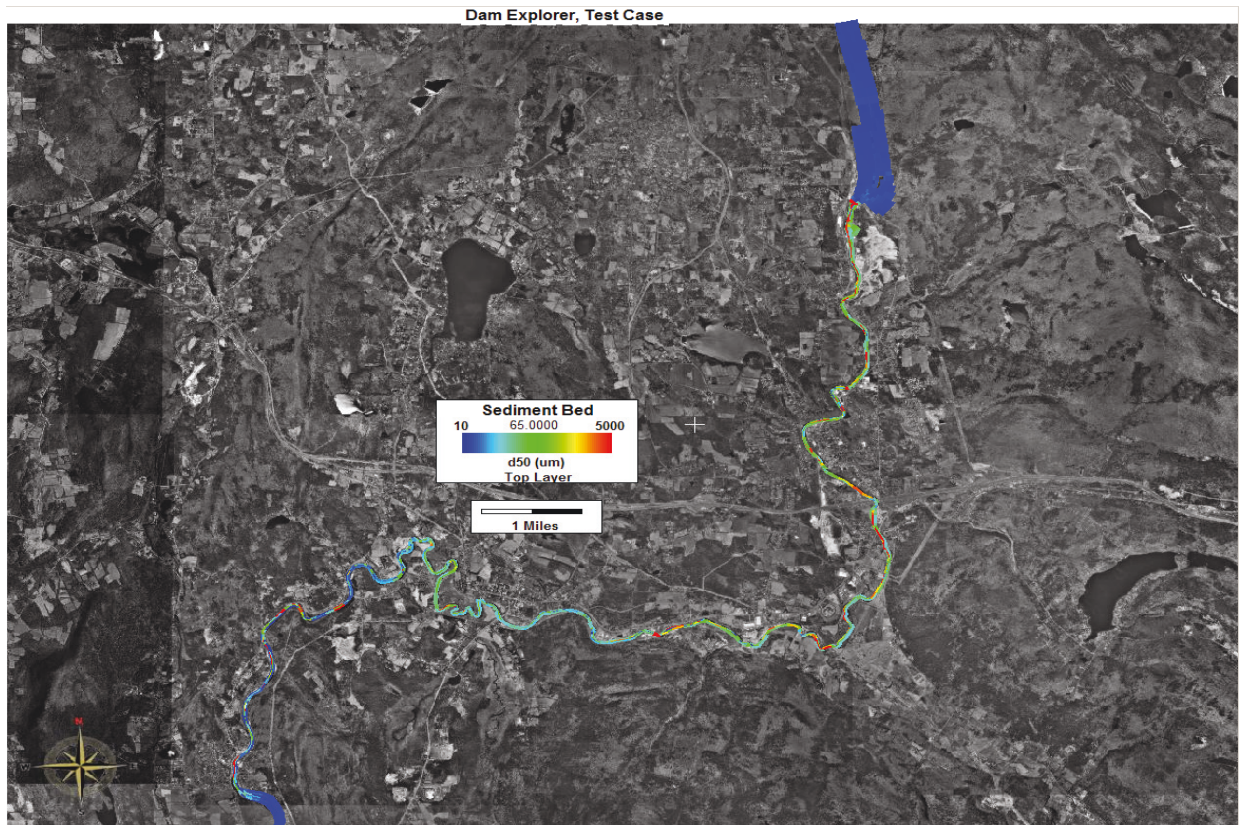 Dam Explorer, Test Case
Sediment Bed
10 65.0000 5000
d50 (um)
Top Layer
1 Miles
N